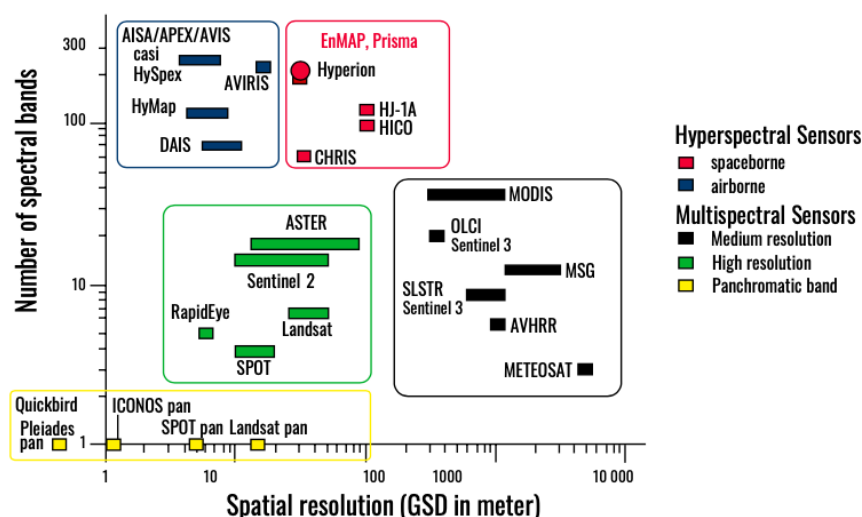 Number of spectral bands
300
100
10
1
AISA/APEX/AVIS
casi
HySpex
AVIRIS
HyMap
DAIS
EnMAP, Prisma
Hyperion
HJ-1A
HICO
CHRIS
ASTER
Sentinel 2
RapidEye
Landsat
SPOT
MODIS
OLCI
Sentinel 3
MSG
SLSTR
Sentinel 3
AVHRR
METEOSAT
Quickbird
Pleiades
pan
ICONOS pan
SPOT pan
Landsat pan
1
10
100
1000
10 000
Spatial resolution (GSD in meter)
Hyperspectral Sensors
spaceborne
airborne
Multispectral Sensors
Medium resolution
High resolution
Panchromatic band